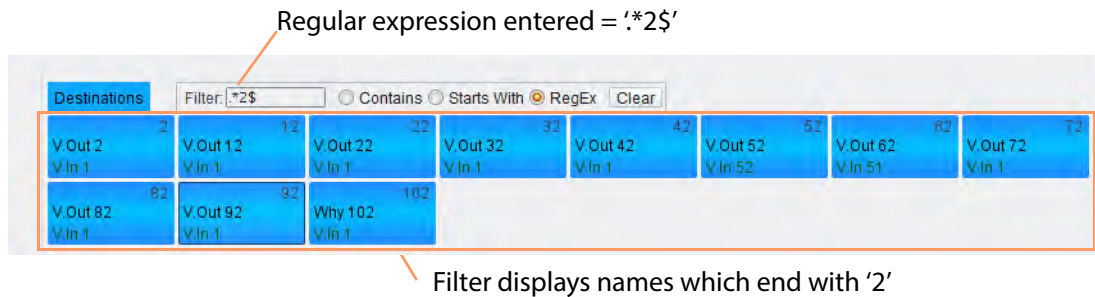 Regular expression entered = ‘.*2$’
Destinations Filter: .*2$ Contains Starts With RegEx Clear
2 12 22 32 42 52 62 72
V.Out 2 V.Out 12 V.Out 22 V.Out 32 V.Out 42 V.Out 52 V.Out 62 V.Out 72
V.In 1 V.In 1 V.In 1 V.In 1 V.In 1 V.In 52 V.In 51 V.In 1
82 92 102
V.Out 82 V.Out 92 Why 102
V.In 1 V.In 1 V.In 1
Filter displays names which end with ‘2’